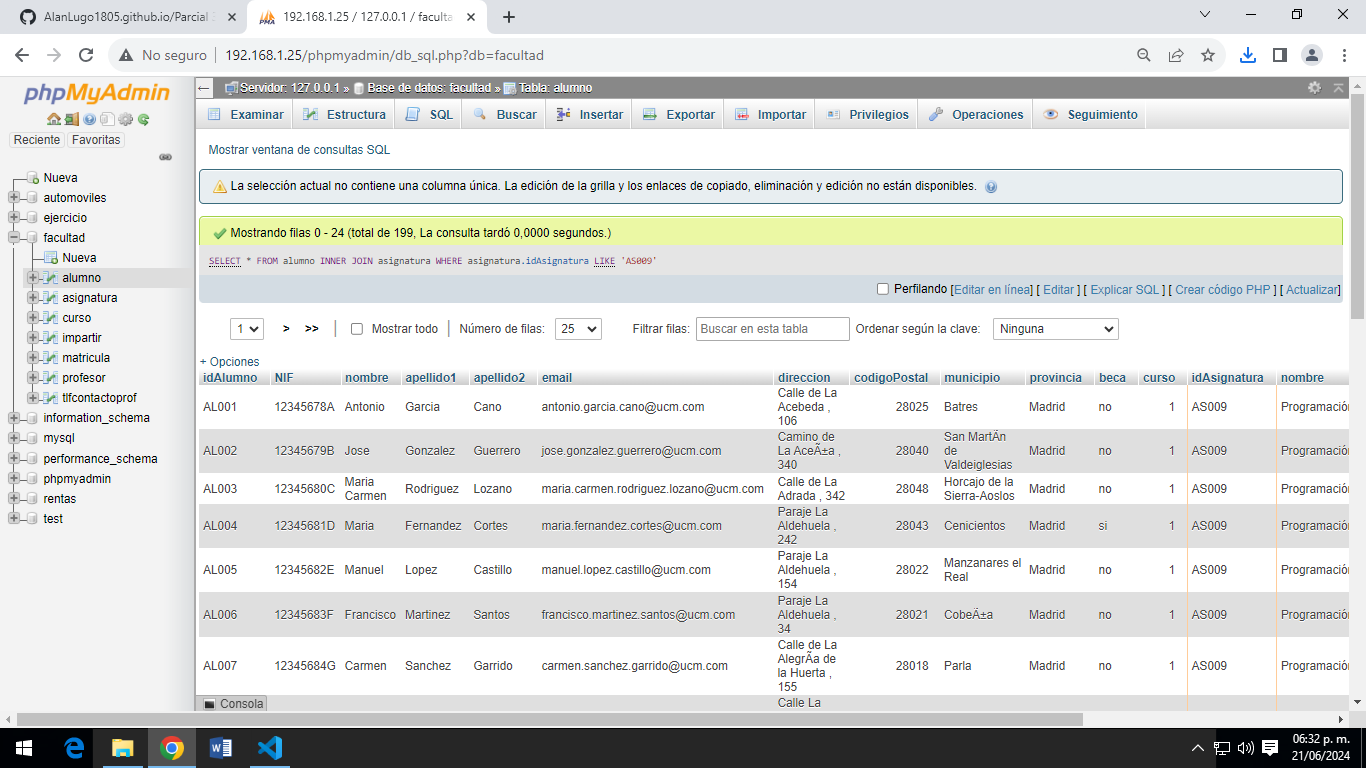 AlanLugo1805.github.io/Parcial
192.168.1.25 / 127.0.0.1 / faculta
No seguro 192.168.1.25/phpmyadmin/db_sql.php?db=facultad
phpMyAdmin
Reciente Favoritas
Nueva
automoviles
ejercicio
facultad
Nueva
alumno
asignatura
curso
impartir
matricula
profesor
tlfcontactoprof
information_schema
mysql
performance_schema
phpmyadmin
rentas
test
Servidor: 127.0.0.1 » Base de datos: facultad » Tabla: alumno
Examinar Estructura SQL Buscar Insertar Exportar Importar Privilegios Operaciones Seguimiento
Mostrar ventana de consultas SQL
La selección actual no contiene una columna única. La edición de la grilla y los enlaces de copiado, eliminación y edición no están disponibles.
Mostrando filas 0 - 24 (total de 199, La consulta tardó 0,0000 segundos.)
SELECT * FROM alumno INNER JOIN asignatura WHERE asignatura.idAsignatura LIKE 'AS009'
Perfilando [Editar en línea] [ Editar ] [ Explicar SQL ] [ Crear código PHP ] [ Actualizar]
1 > >> Mostrar todo Número de filas: 25 Filtrar filas: Buscar en esta tabla Ordenar según la clave: Ninguna
+ Opciones
idAlumno NIF nombre apellido1 apellido2 email direccion codigoPostal municipio provincia beca curso idAsignatura nombre
AL001 12345678A Antonio Garcia Cano antonio.garcia.cano@ucm.com Calle de La Acebeda , 106 28025 Batres Madrid no 1 AS009 Programación
AL002 12345679B Jose Gonzalez Guerrero jose.gonzalez.guerrero@ucm.com Camino de La AceÃ±a , 340 28040 San MartÃ­n de Valdeiglesias Madrid no 1 AS009 Programación
AL003 12345680C Maria Carmen Rodriguez Lozano maria.carmen.rodriguez.lozano@ucm.com Calle de La Adrada , 342 28048 Horcajo de la Sierra-Aoslos Madrid no 1 AS009 Programación
AL004 12345681D Maria Fernandez Cortes maria.fernandez.cortes@ucm.com Paraje La Aldehuela , 242 28043 Cenicientos Madrid si 1 AS009 Programación
AL005 12345682E Manuel Lopez Castillo manuel.lopez.castillo@ucm.com Paraje La Aldehuela , 154 28022 Manzanares el Real Madrid no 1 AS009 Programación
AL006 12345683F Francisco Martinez Santos francisco.martinez.santos@ucm.com Paraje La Aldehuela , 34 28021 CobeÃ±a Madrid no 1 AS009 Programación
AL007 12345684G Carmen Sanchez Garrido carmen.sanchez.garrido@ucm.com Calle de La AlegrÃ­a de la Huerta , 155 28018 Parla Madrid no 1 AS009 Programación
Calle La
Consola
06:32 p. m.
21/06/2024